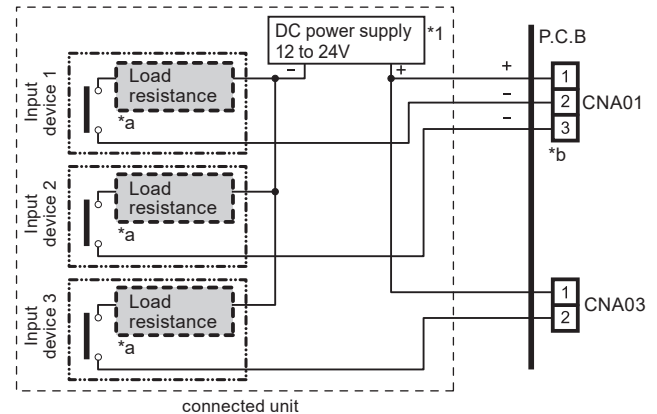 DC power supply
12 to 24V
*1
P.C.B
Input
device 1
Load
resistance
*a
−
+
+
−
−
1
2
3
CNA01
*b
Input
device 2
Load
resistance
*a
Input
device 3
Load
resistance
*a
1
2
CNA03
connected unit